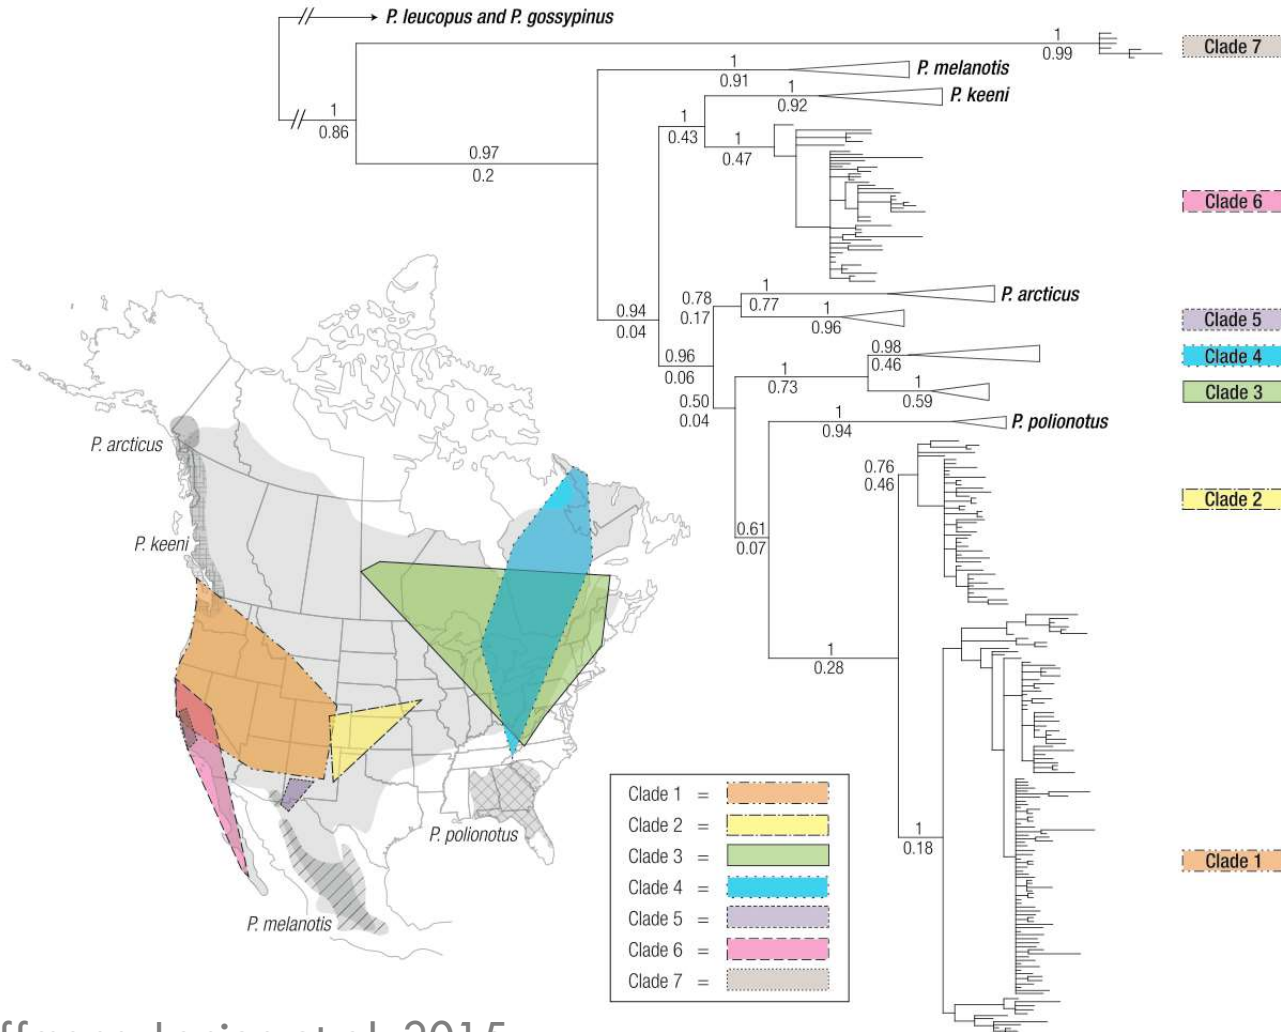 P. leucopus and P. gossypinus
1
0.99
Clade 7
1
0.91
P. melanotis
1
0.92
P. keeni
1
0.86
1
0.43
1
0.47
0.97
0.2
Clade 6
1
0.77
P. arcticus
0.78
0.17
1
0.96
Clade 5
0.94
0.04
0.96
0.06
0.98
0.46
Clade 4
1
0.73
1
0.59
Clade 3
0.50
0.04
1
0.94
P. polionotus
0.76
0.46
Clade 2
0.61
0.07
1
0.28
1
0.18
Clade 1
P. arcticus
P. keeni
P. polionotus
P. melanotis
Clade 1 =
Clade 2 =
Clade 3 =
Clade 4 =
Clade 5 =
Clade 6 =
Clade 7 =
2015